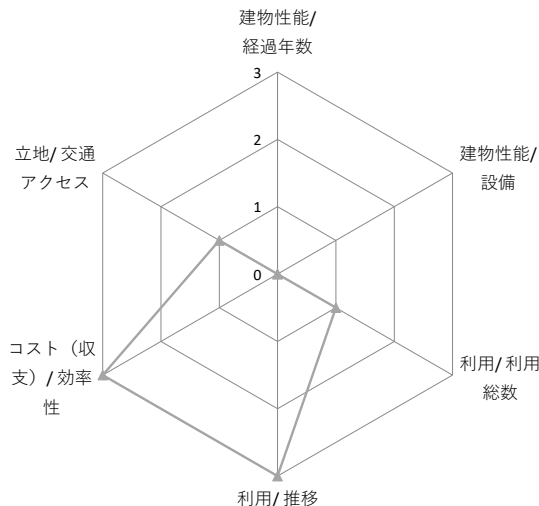 建物性能/
経過年数
3
立地/ 交通
アクセス
2
建物性能/
設備
1
0
コスト（収
支）/ 効率
性
利用/ 利用
総数
利用/ 推移